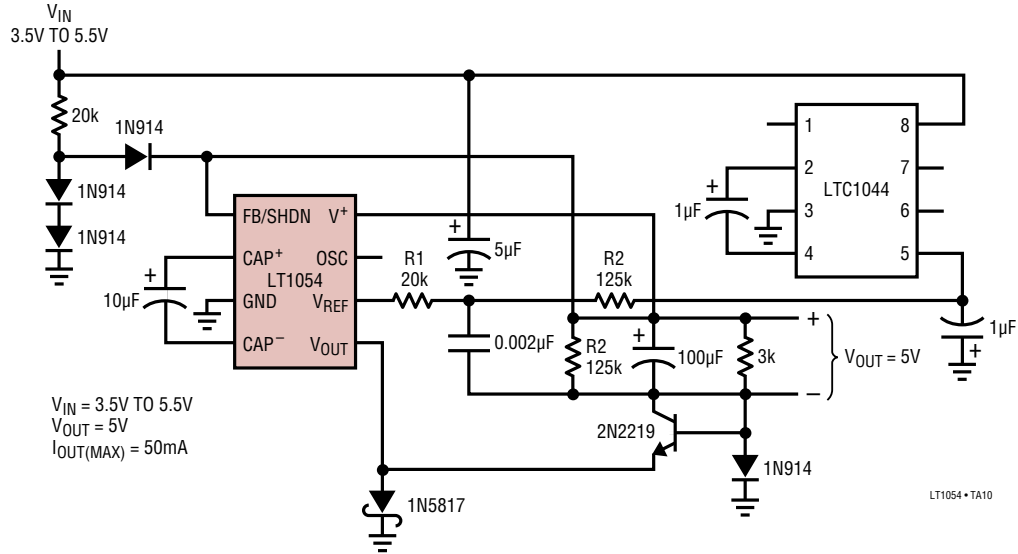 VIN
3.5V TO 5.5V
20k
1N914
1N914
1N914
FB/SHDN V+
CAP+ OSC
LT1054
GND VREF
CAP− VOUT
+
10µF
+
5µF
R1
20k
R2
125k
0.002µF
R2
125k
+
100µF
3k
+
−
VOUT = 5V
1 8
2 7
LTC1044
3 6
4 5
+
1µF
1µF
+
2N2219
1N914
1N5817
VIN = 3.5V TO 5.5V
VOUT = 5V
IOUT(MAX) = 50mA
LT1054 • TA10